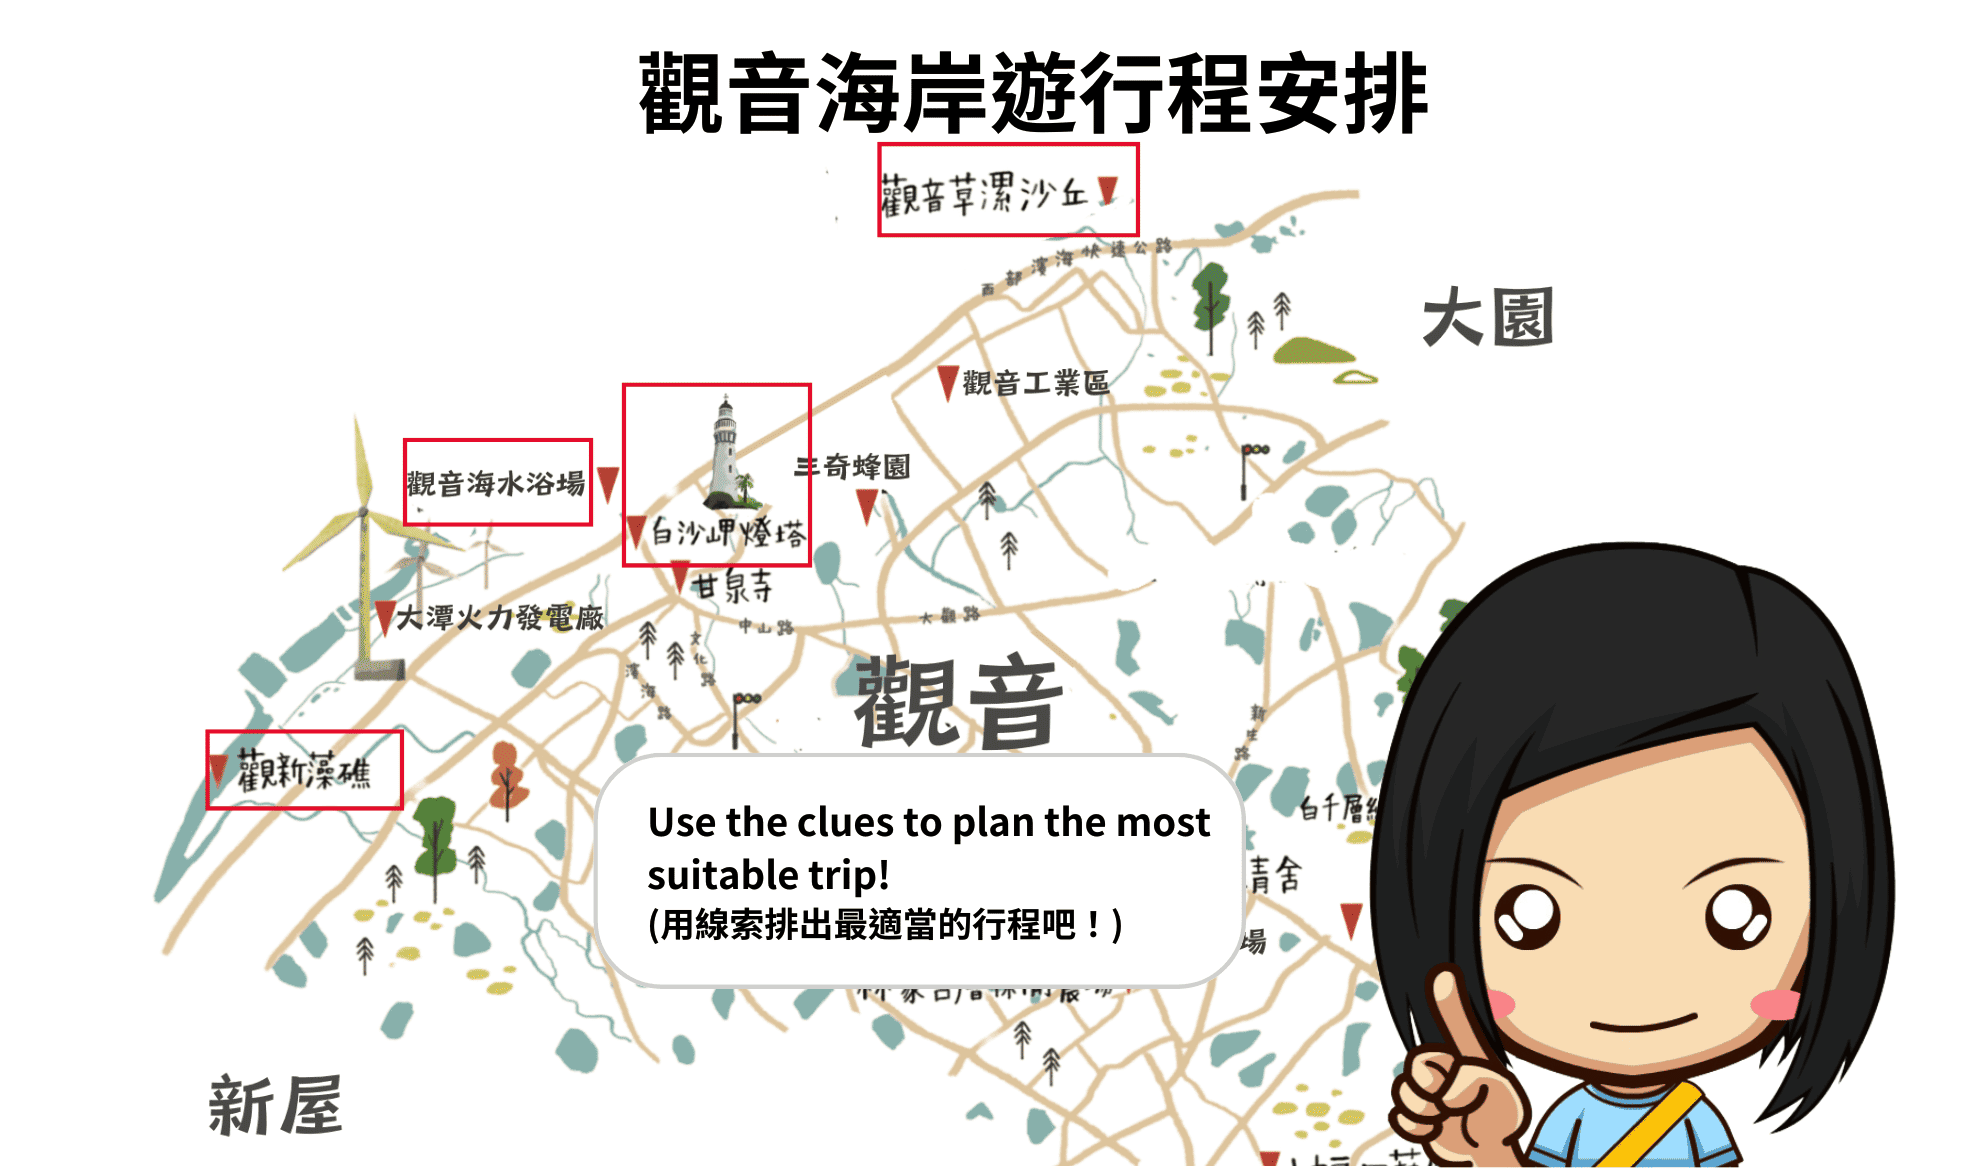 觀音海岸遊行程安排
觀音草漯沙丘
西部濱海快速公路
大園
觀音工業區
三奇蜂園
觀音海水浴場
白沙岬燈塔
甘泉寺
大潭火力發電廠
中山路
大觀路
文化路
濱海路
觀音
新生路
觀新藻礁
白千層
青舍
場
Use the clues to plan the most
suitable trip!
(用線索排出最適當的行程吧！)
新屋